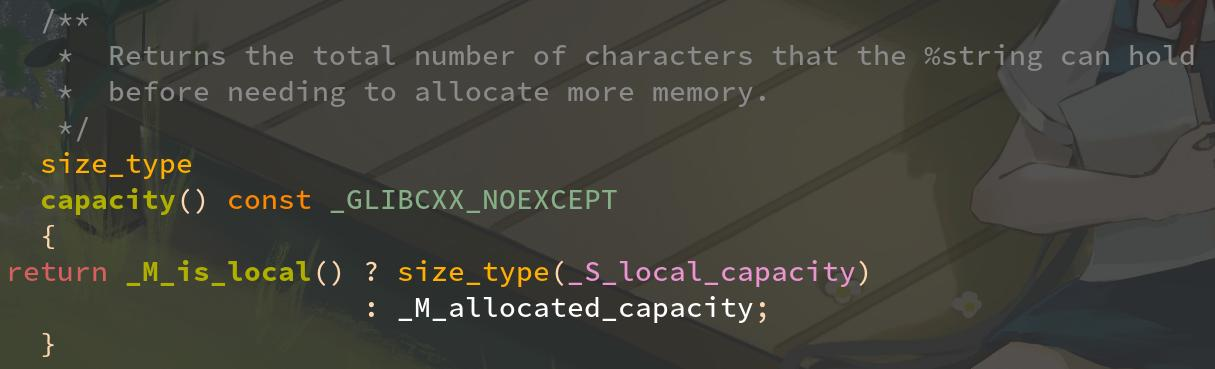 /**
 *  Returns the total number of characters that the %string can hold
 *  before needing to allocate more memory.
 */
size_type
capacity() const _GLIBCXX_NOEXCEPT
{
return _M_is_local() ? size_type(_S_local_capacity)
                     : _M_allocated_capacity;
}